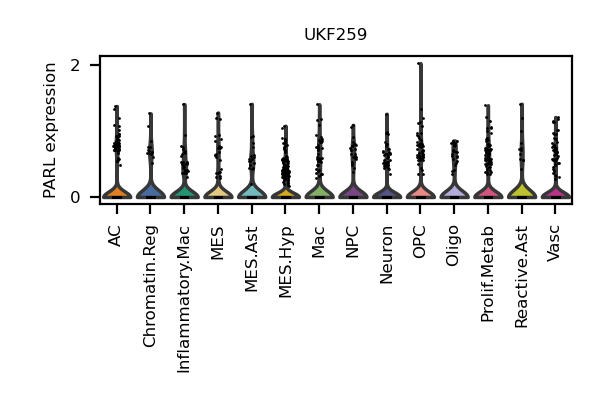 UKF259
PARL expression
2
0
AC
Chromatin.Reg
Inflammatory.Mac
MES
MES.Ast
MES.Hyp
Mac
NPC
Neuron
OPC
Oligo
Prolif.Metab
Reactive.Ast
Vasc